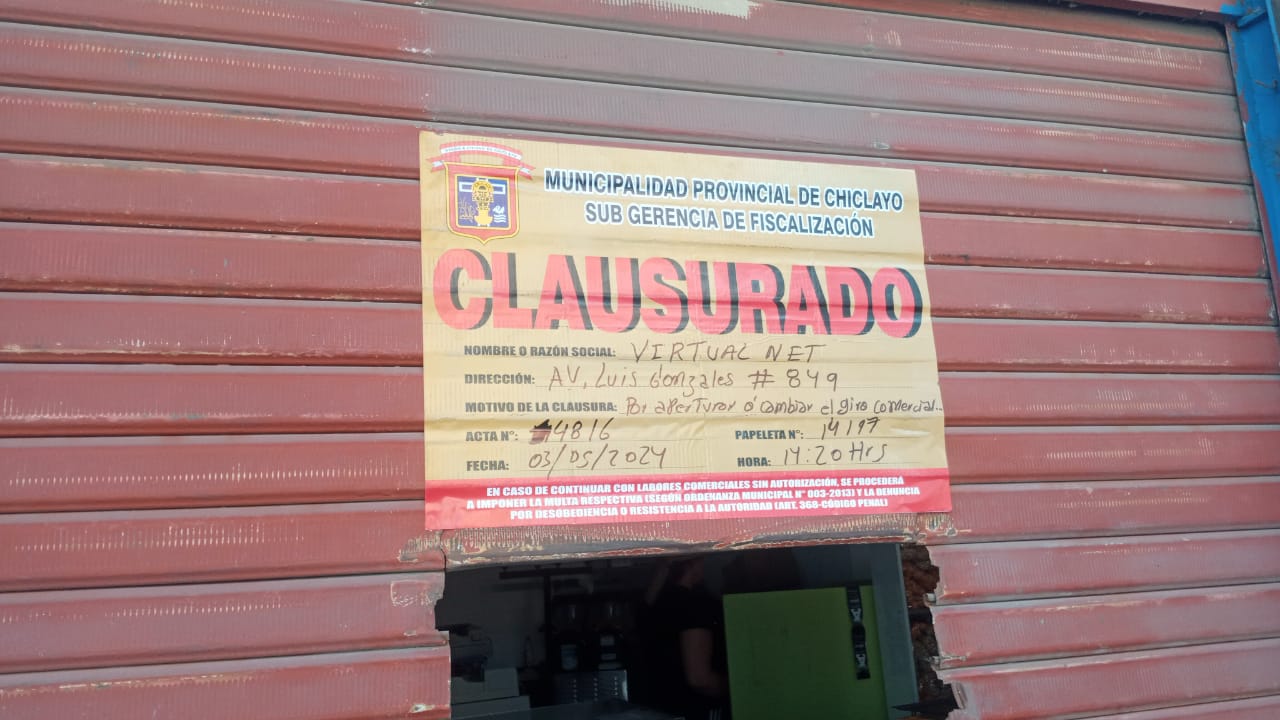 MUNICIPALIDAD PROVINCIAL DE CHICLAYO
SUB GERENCIA DE FISCALIZACIÓN
CLAUSURADO
NOMBRE O RAZÓN SOCIAL: VIRTUAL NET
DIRECCIÓN: AV, Luis Gonzales # 849
MOTIVO DE LA CLAUSURA: Por aperturar ó cambiar el giro comercial..
ACTA N°: 4816 PAPELETA N°: 14197
FECHA: 03/05/2024 HORA: 14:20 Hrs
EN CASO DE CONTINUAR CON LABORES COMERCIALES SIN AUTORIZACIÓN, SE PROCEDERÁ
A IMPONER LA MULTA RESPECTIVA (SEGÚN ORDENANZA MUNICIPAL N° 003-2013) Y LA DENUNCIA
POR DESOBEDIENCIA O RESISTENCIA A LA AUTORIDAD (ART. 368-CÓDIGO PENAL)